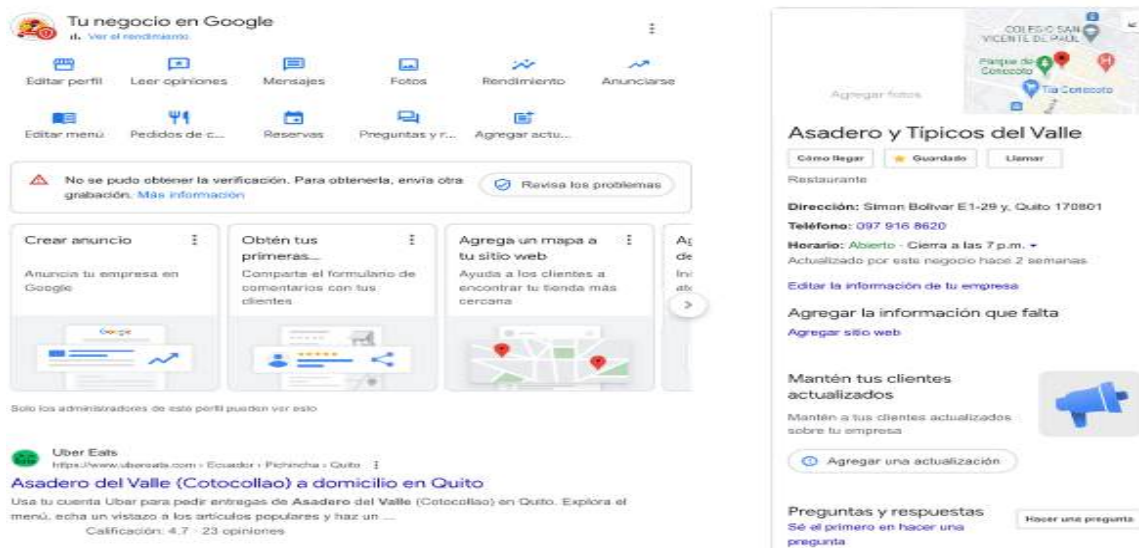 Tu negocio en Google
Ver el rendimiento
Editar perfil
Leer opiniones
Mensajes
Fotos
Rendimiento
Anunciarse
Editar menú
Pedidos de c...
Reservas
Preguntas y r...
Agregar actu...
No se pudo obtener la verificación. Para obtenerla, envía otra
grabación. Más información
Revisa los problemas
Crear anuncio
Anuncia tu empresa en
Google
Google
Obtén tus
primeras...
Comparte el formulario de
comentarios con tus
clientes
Agrega un mapa a
tu sitio web
Ayuda a los clientes a
encontrar tu tienda más
cercana
Solo los administradores de este perfil pueden ver esto
Uber Eats
https://www.ubereats.com › Ecuador › Pichincha › Quito
Asadero del Valle (Cotocollao) a domicilio en Quito
Usa tu cuenta Uber para pedir entregas de Asadero del Valle (Cotocollao) en Quito. Explora el
menú, echa un vistazo a los artículos populares y haz un ...
Calificación: 4,7 · 23 opiniones
COLEGIO SAN
VICENTE DE PAÚL
Parque de
Conocoto
Tía Conocoto
Agregar fotos
Asadero y Típicos del Valle
Cómo llegar
Guardado
Llamar
Restaurante
Dirección: Simon Bolivar E1-29 y, Quito 170801
Teléfono: 097 916 8620
Horario: Abierto · Cierra a las 7 p.m.
Actualizado por este negocio hace 2 semanas
Editar la información de tu empresa
Agregar la información que falta
Agregar sitio web
Mantén tus clientes
actualizados
Mantén a tus clientes actualizados
sobre tu empresa
Agregar una actualización
Preguntas y respuestas
Sé el primero en hacer una
pregunta
Hacer una pregunta